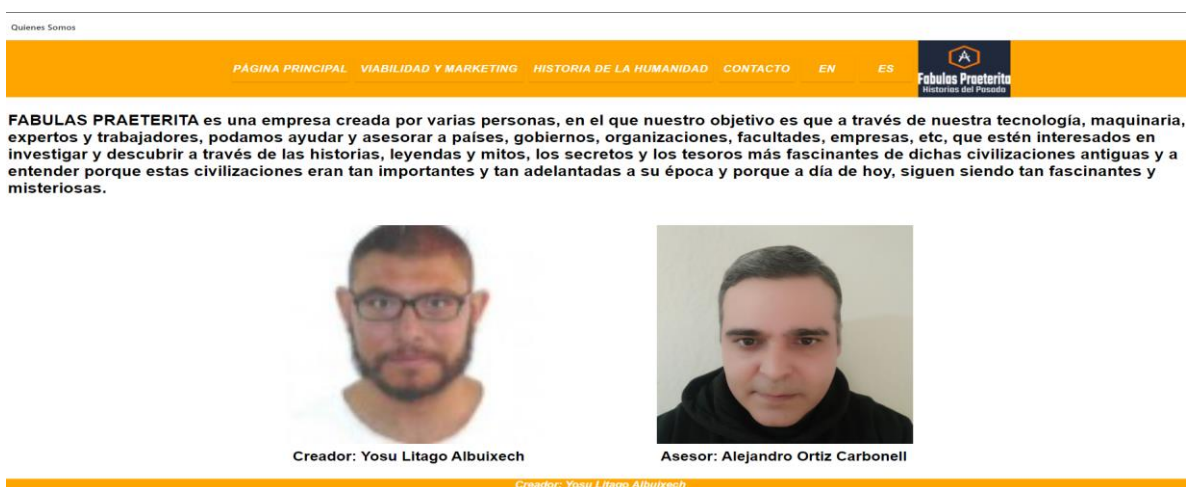 Quienes Somos
PÁGINA PRINCIPAL VIABILIDAD Y MARKETING HISTORIA DE LA HUMANIDAD CONTACTO EN ES
A
Fabulas Praeterita
Historias del Pasado
FABULAS PRAETERITA es una empresa creada por varias personas, en el que nuestro objetivo es que a través de nuestra tecnología, maquinaria,
expertos y trabajadores, podamos ayudar y asesorar a países, gobiernos, organizaciones, facultades, empresas, etc, que estén interesados en
investigar y descubrir a través de las historias, leyendas y mitos, los secretos y los tesoros más fascinantes de dichas civilizaciones antiguas y a
entender porque estas civilizaciones eran tan importantes y tan adelantadas a su época y porque a día de hoy, siguen siendo tan fascinantes y
misteriosas.
Creador: Yosu Litago Albuixech
Asesor: Alejandro Ortiz Carbonell
Creador: Yosu Litago Albuixech